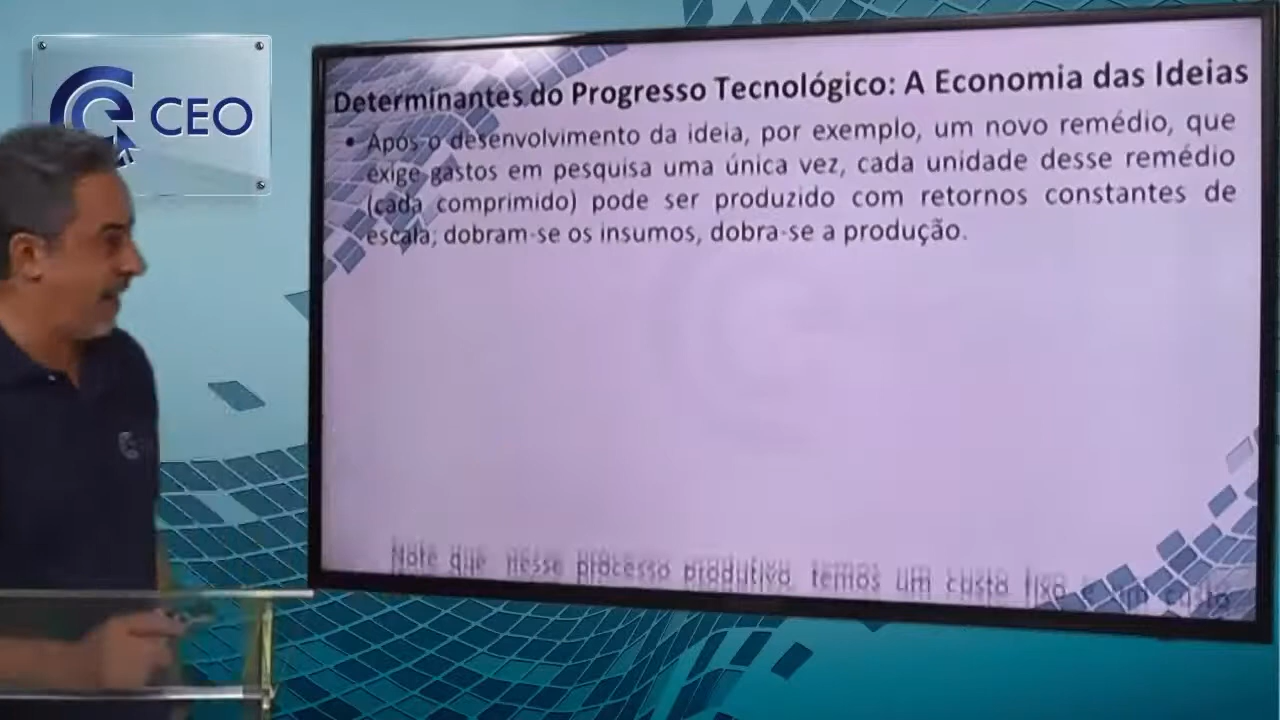 CEO
Determinantes do Progresso Tecnológico: A Economia das Ideias
• Após o desenvolvimento da ideia, por exemplo, um novo remédio, que
exige gastos em pesquisa uma única vez, cada unidade desse remédio
(cada comprimido) pode ser produzido com retornos constantes de
escala; dobram-se os insumos, dobra-se a produção.
Note que nesse processo produtivo temos um custo fixo e um custo